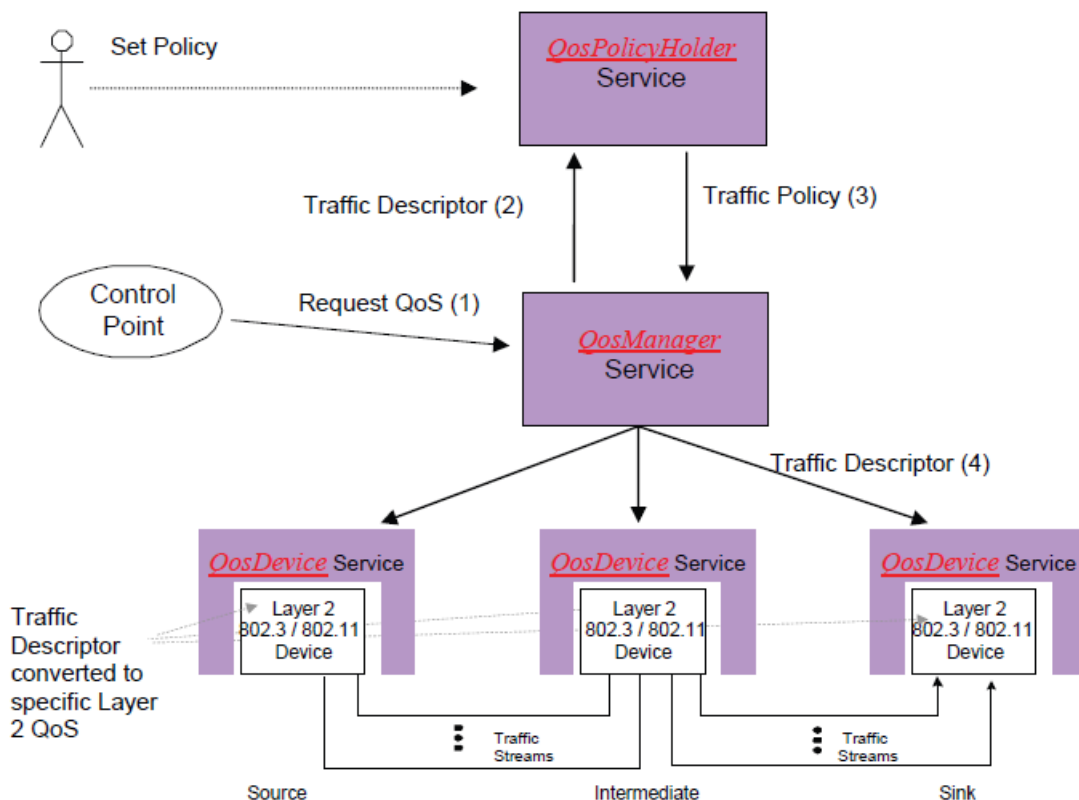 Set Policy
QosPolicyHolder
Service
Traffic Descriptor (2)
Traffic Policy (3)
Control
Point
Request QoS (1)
QosManager
Service
Traffic Descriptor (4)
QosDevice Service
QosDevice Service
QosDevice Service
Layer 2
802.3 / 802.11
Device
Layer 2
802.3 / 802.11
Device
Layer 2
802.3 / 802.11
Device
Traffic
Descriptor
converted to
specific Layer
2 QoS
Traffic
Streams
Traffic
Streams
Source
Intermediate
Sink